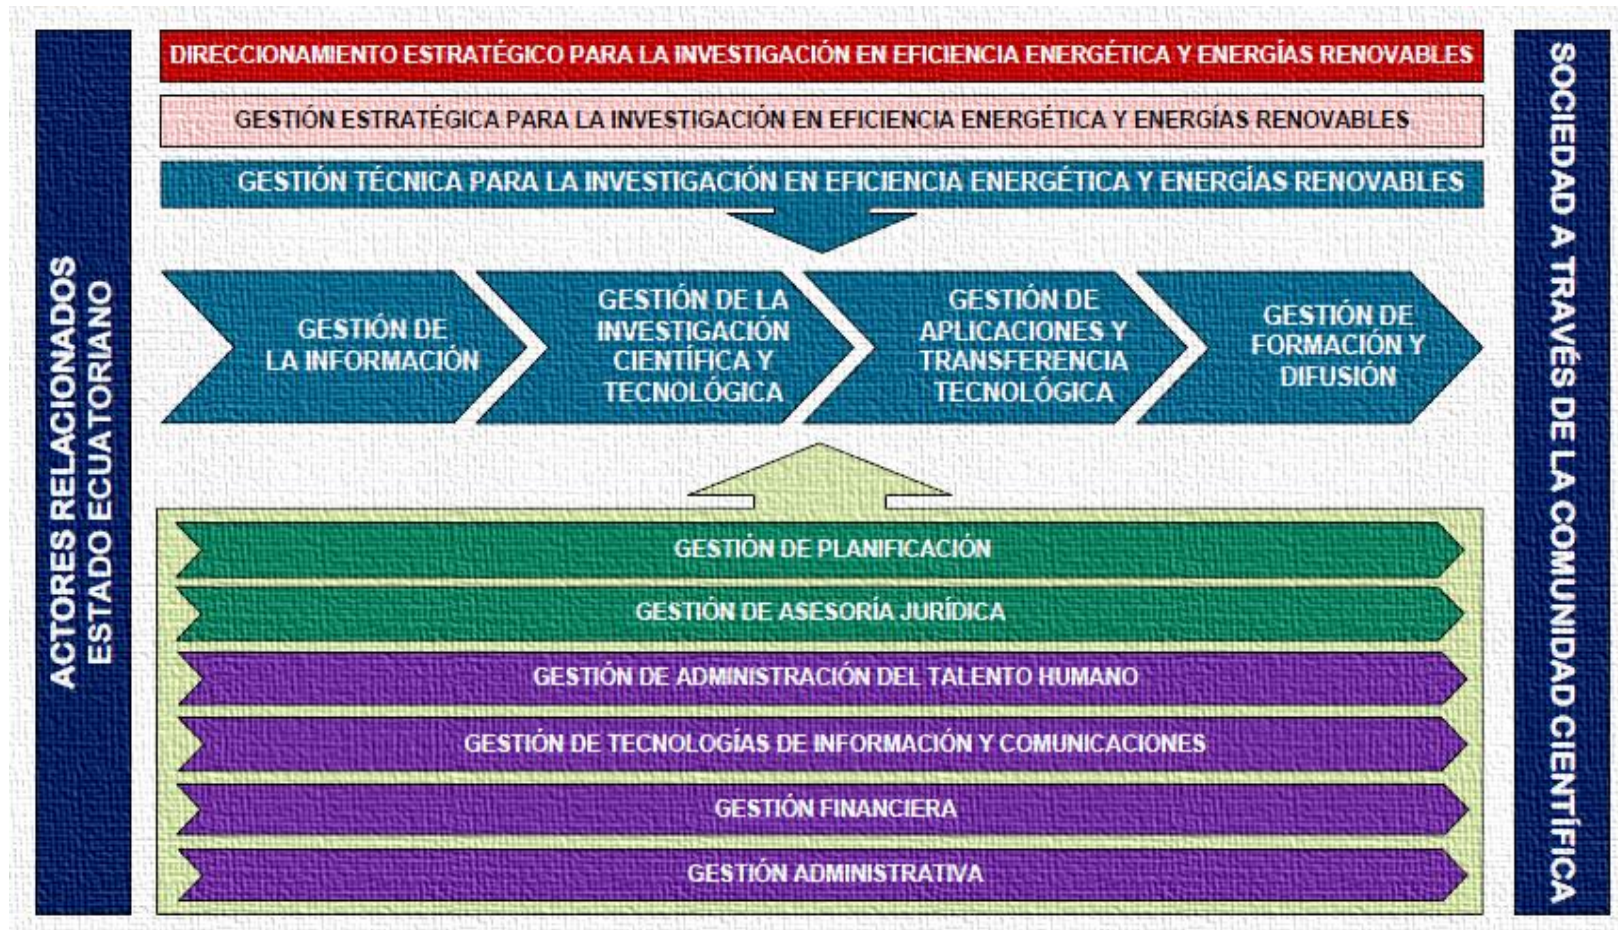 ACTORES RELACIONADOS
ESTADO ECUATORIANO
DIRECCIONAMIENTO ESTRATÉGICO PARA LA INVESTIGACIÓN EN EFICIENCIA ENERGÉTICA Y ENERGÍAS RENOVABLES
GESTIÓN ESTRATÉGICA PARA LA INVESTIGACIÓN EN EFICIENCIA ENERGÉTICA Y ENERGÍAS RENOVABLES
GESTIÓN TÉCNICA PARA LA INVESTIGACIÓN EN EFICIENCIA ENERGÉTICA Y ENERGÍAS RENOVABLES
GESTIÓN DE
LA INFORMACIÓN
GESTIÓN DE LA
INVESTIGACIÓN
CIENTÍFICA Y
TECNOLÓGICA
GESTIÓN DE
APLICACIONES Y
TRANSFERENCIA
TECNOLÓGICA
GESTIÓN DE
FORMACIÓN Y
DIFUSIÓN
GESTIÓN DE PLANIFICACIÓN
GESTIÓN DE ASESORÍA JURÍDICA
GESTIÓN DE ADMINISTRACIÓN DEL TALENTO HUMANO
GESTIÓN DE TECNOLOGÍAS DE INFORMACIÓN Y COMUNICACIONES
GESTIÓN FINANCIERA
GESTIÓN ADMINISTRATIVA
SOCIEDAD A TRAVÉS DE LA COMUNIDAD CIENTÍFICA